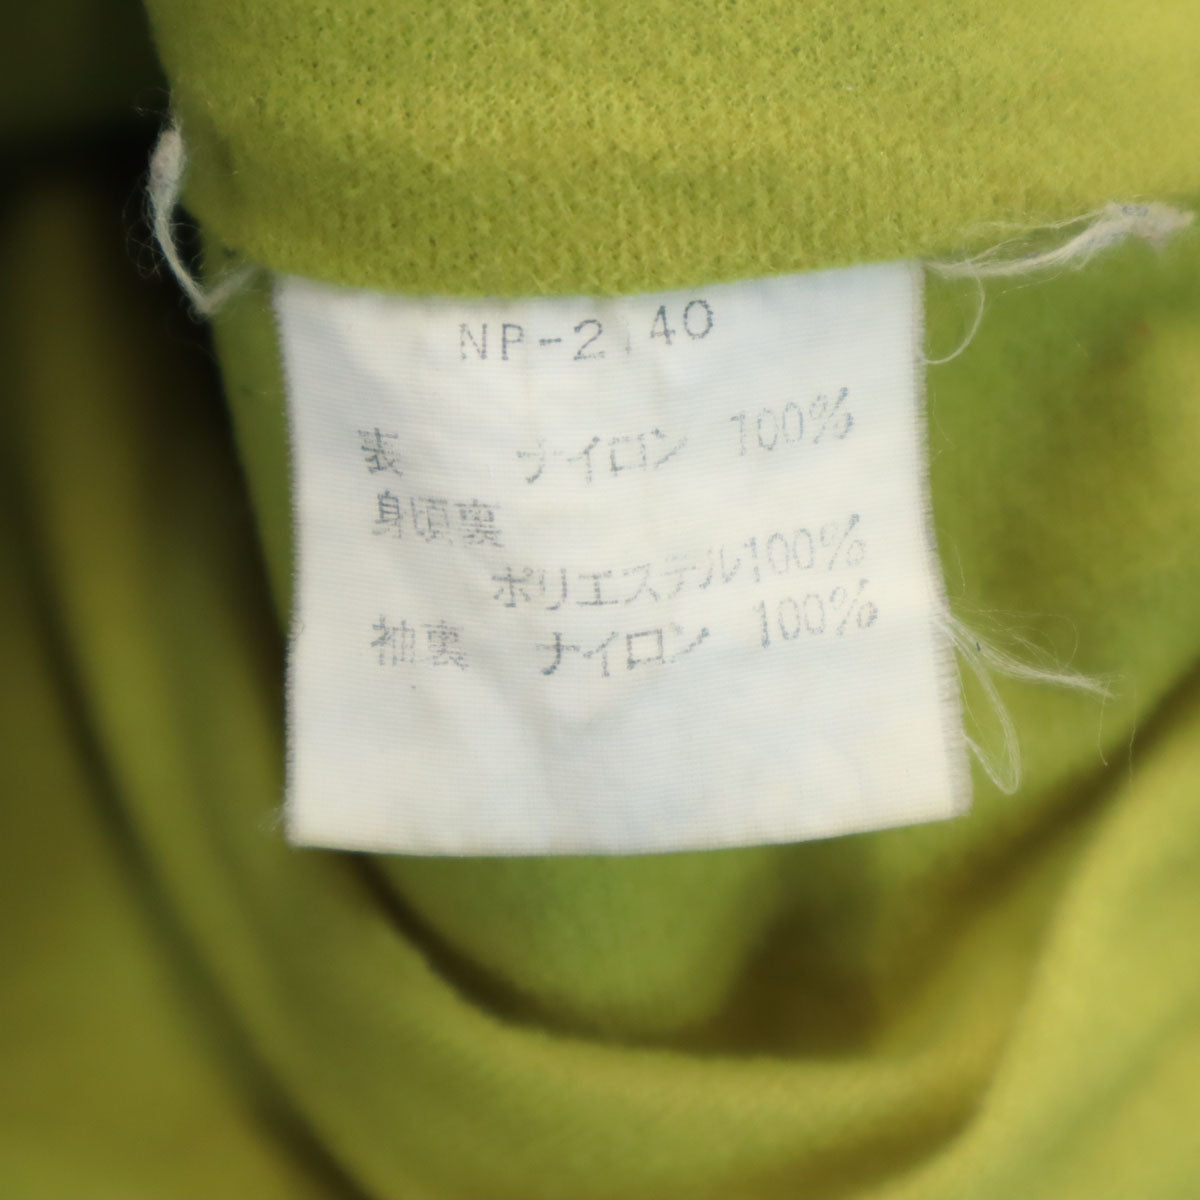 NP-2140
表 ナイロン 100%
身頃裏
ポリエステル100%
袖裏 ナイロン 100%